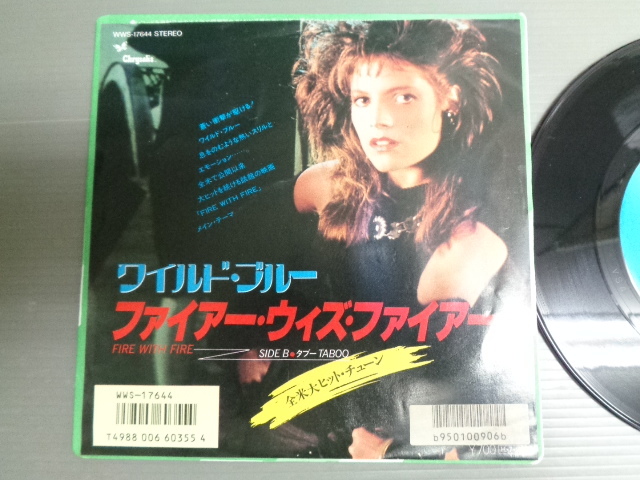 WWS-17644 STEREO
Chrysalis
蒼い衝撃が駆ける!
ワイルド・ブルー
息をのむような熱いスリルと
エモーション……
全米で公開以来
大ヒットを続ける話題の映画
「FIRE WITH FIRE」
メイン・テーマ
ワイルド・ブルー
ファイアー・ウィズ・ファイアー
FIRE WITH FIRE
SIDE B●タブー TABOO
全米大ヒット・チューン
WWS-17644
T4988 006 60355 4
b950100906b